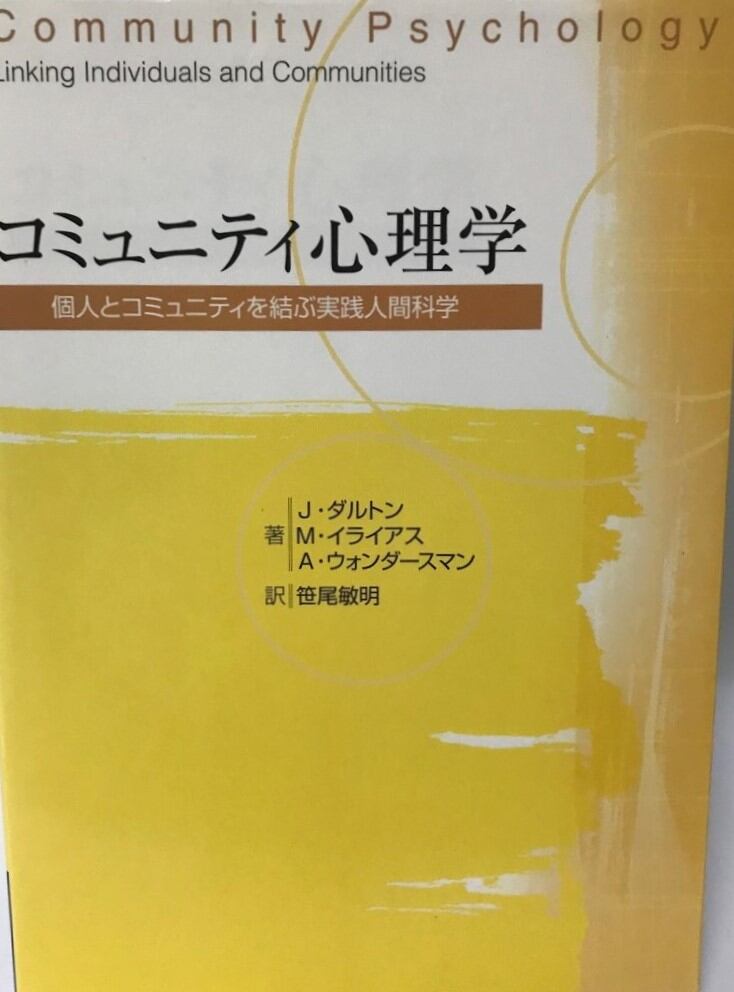 Community Psychology
Linking Individuals and Communities
コミュニティ心理学
個人とコミュニティを結ぶ実践人間科学
著 J・ダルトン
M・イライアス
A・ウォンダースマン
訳 笹尾敏明